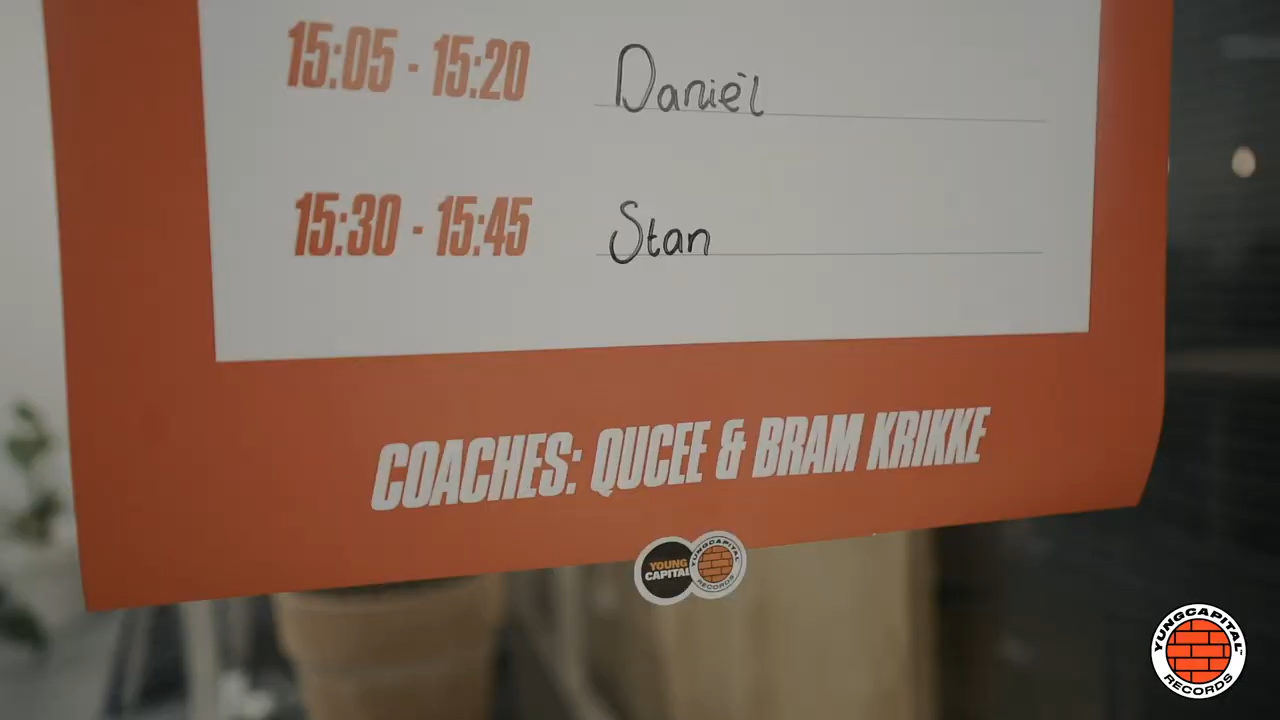 15:05 - 15:20 Daniël
15:30 - 15:45 Stan
COACHES: QUCEE & BRAM KRIKKE
YOUNG
CAPITAL
YUNGCAPITAL
RECORDS
YUNGCAPITAL™
RECORDS